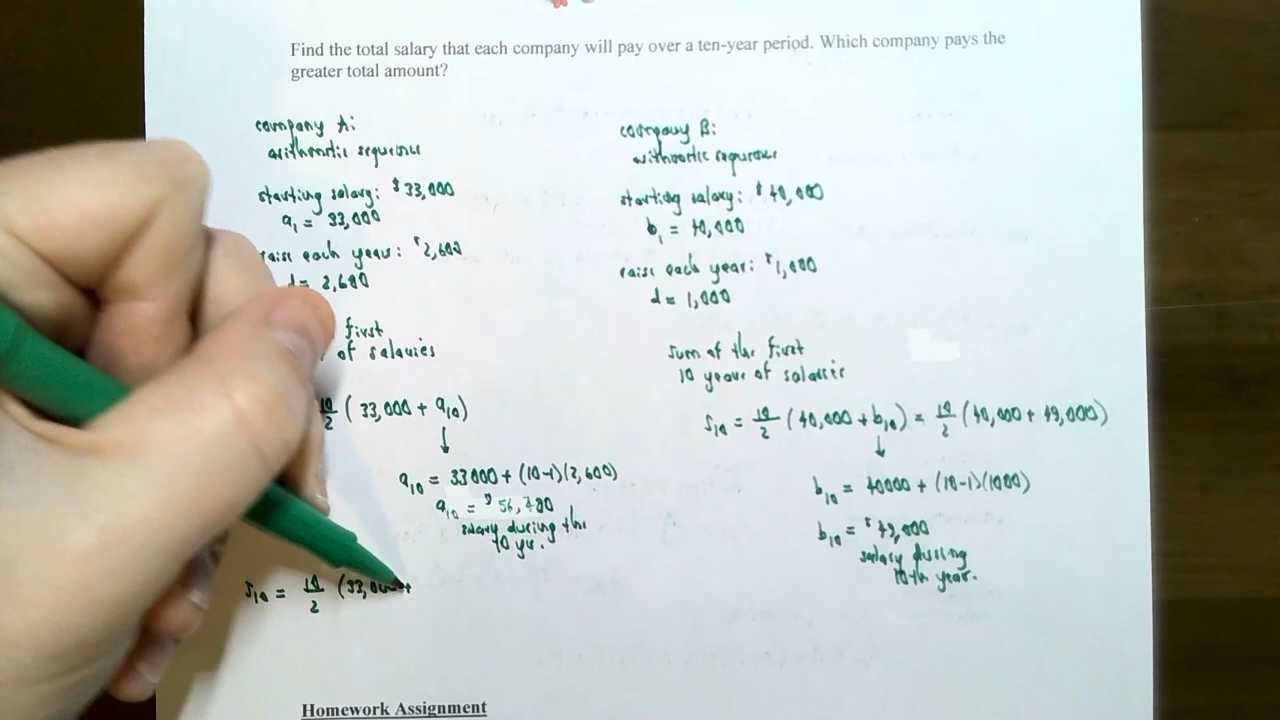 Find the total salary that each company will pay over a ten-year period. Which company pays the
greater total amount?
company A:
arithmetic sequence
starting salary: $33,000
a₁ = 33,000
raise each year: $2,600
d = 2,600
first
of salaries
10/2 (33,000 + a₁₀)
↓
a₁₀ = 33000 + (10-1)(2,600)
a₁₀ = $56,400
salary during the
10 yr.
S₁₀ = 10/2 (33,000 +
company B:
arithmetic sequence
starting salary: $40,000
b₁ = 40,000
raise each year: $1,000
d = 1,000
sum of the first
10 years of salaries
S₁₀ = 10/2 (40,000 + b₁₀) = 10/2 (40,000 + 49,000)
↓
b₁₀ = 40000 + (10-1)(1000)
b₁₀ = $49,000
salary during
10th year.
Homework Assignment